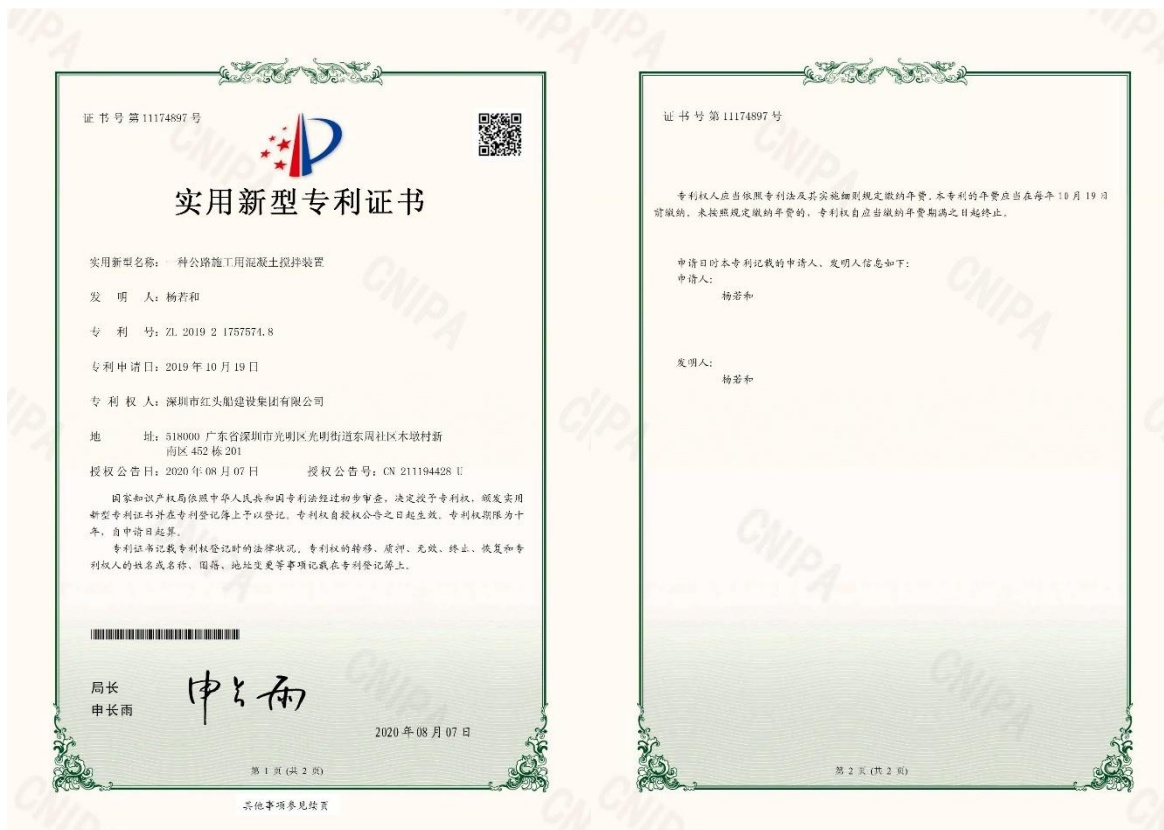 证书号第11174897号
实用新型专利证书
实用新型名称：一种公路施工用混凝土搅拌装置
发明人：杨若和
专利号：ZL 2019 2 1757574.8
专利申请日：2019年10月19日
专利权人：深圳市红头船建设集团有限公司
地址：518000 广东省深圳市光明区光明街道东周社区木墩村新
南区452栋201
授权公告日：2020年08月07日 授权公告号：CN 211194428 U
国家知识产权局依照中华人民共和国专利法经过初步审查，决定授予专利权，颁发实用
新型专利证书并在专利登记簿上予以登记。专利权自授权公告之日起生效。专利权期限为十
年，自申请日起算。
专利证书记载专利权登记时的法律状况。专利权的转移、质押、无效、终止、恢复和专
利权人的姓名或名称、国籍、地址变更等事项记载在专利登记簿上。
局长
申长雨
申长雨
2020年08月07日
第1页(共2页)
其他事项参见续页
证书号第11174897号
专利权人应当依照专利法及其实施细则规定缴纳年费。本专利的年费应当在每年10月19日
前缴纳。未按照规定缴纳年费的，专利权自应当缴纳年费期满之日起终止。
申请日时本专利记载的申请人、发明人信息如下：
申请人：
杨若和
发明人：
杨若和
第2页(共2页)
CNIPA